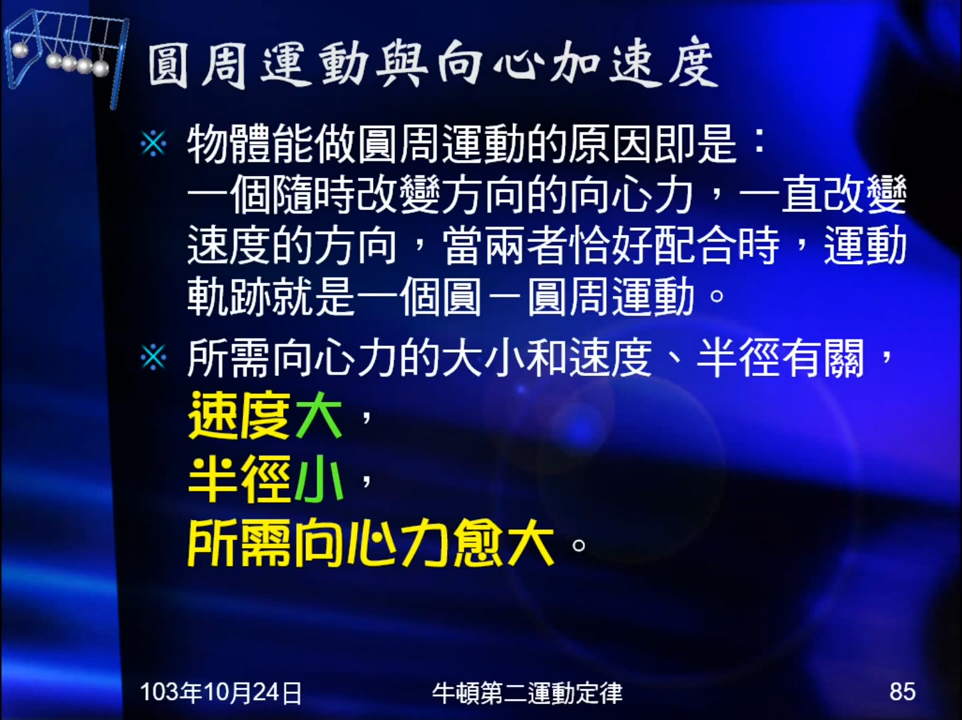 圓周運動與向心加速度
※ 物體能做圓周運動的原因即是：
一個隨時改變方向的向心力，一直改變
速度的方向，當兩者恰好配合時，運動
軌跡就是一個圓－圓周運動。
※ 所需向心力的大小和速度、半徑有關，
速度大，
半徑小，
所需向心力愈大。
103年10月24日
牛頓第二運動定律
85